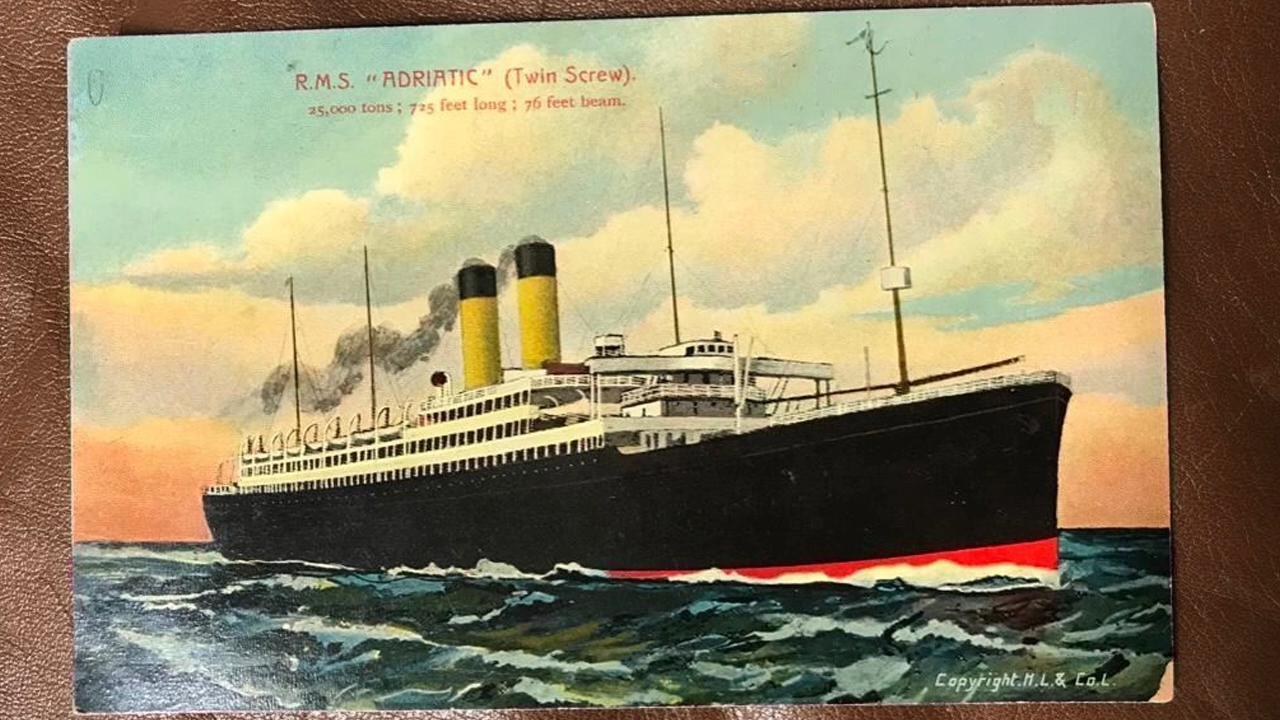 R.M.S. "ADRIATIC" (Twin Screw).
25,000 tons ; 725 feet long ; 76 feet beam.
Copyright.M.L.& Co.L.